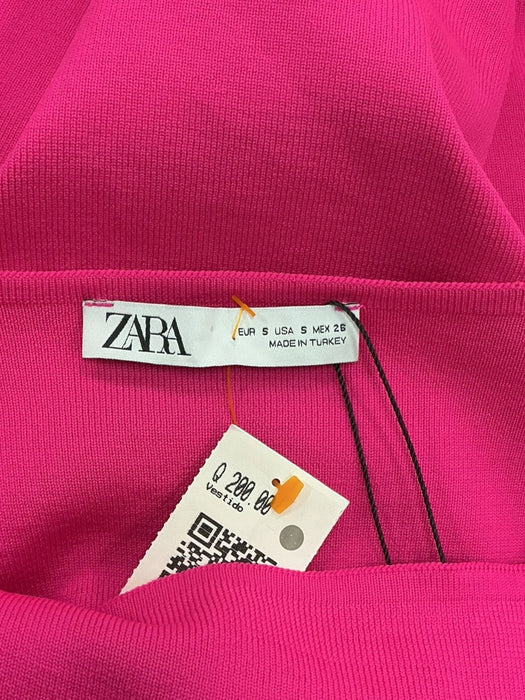 ZARA
EUR S USA S MEX 26
MADE IN TURKEY
Q 200.00
Vestido